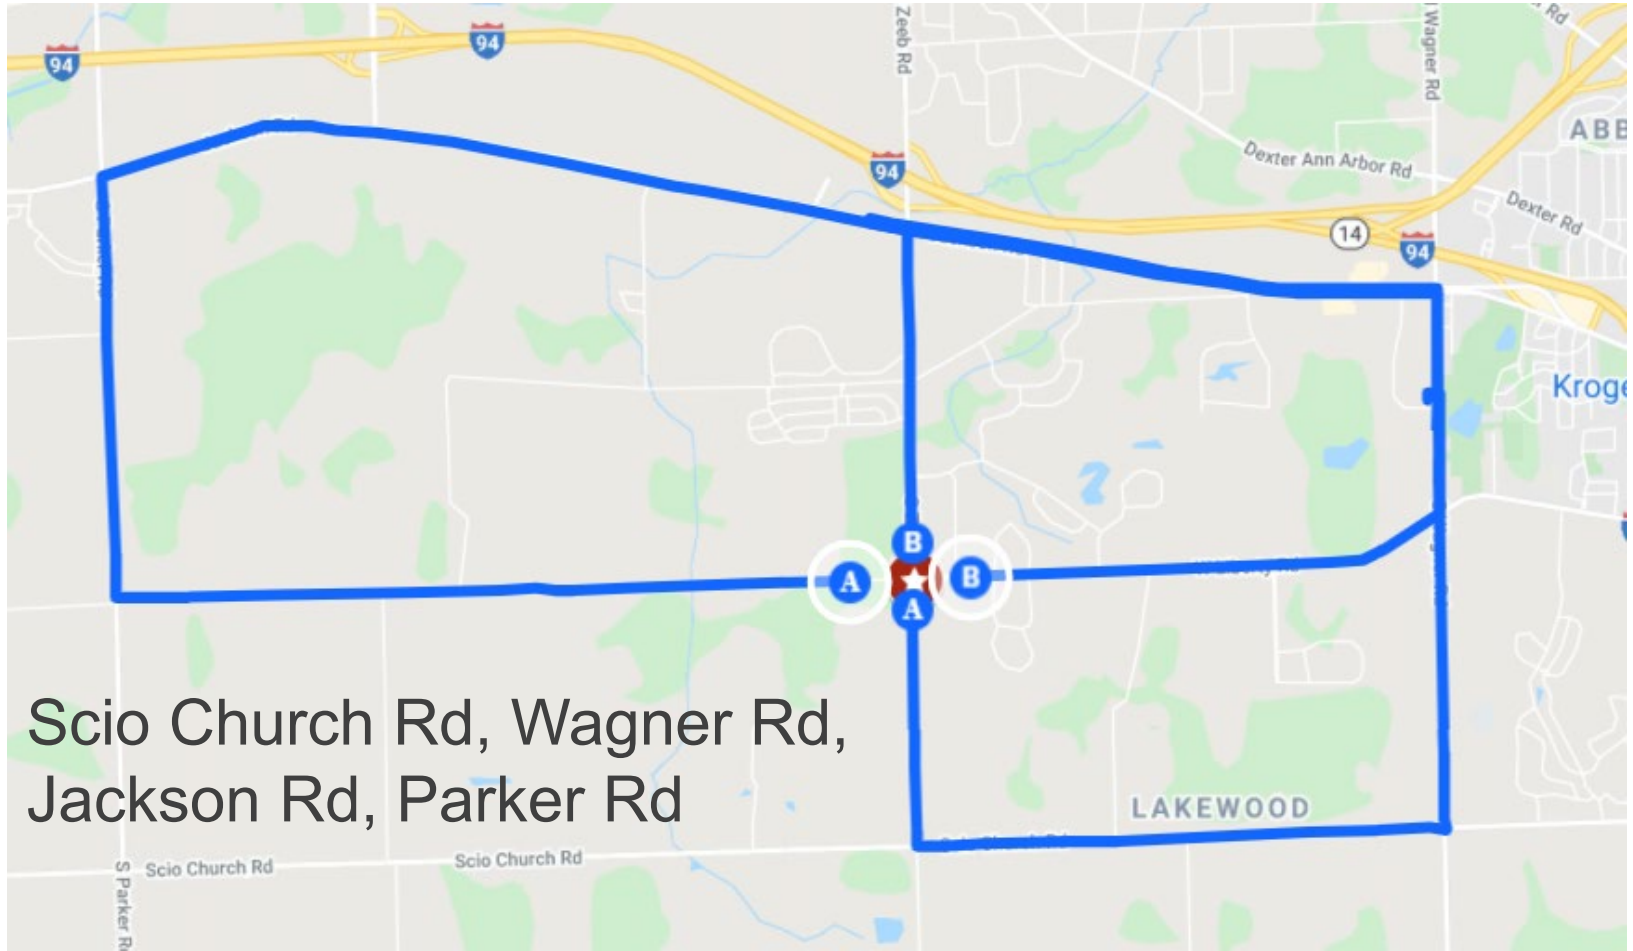 94
94
Zeeb Rd
Wagner Rd
Rd
ABB
94
Dexter Ann Arbor Rd
Dexter Rd
14
94
Kroge
B
A
B
A
Scio Church Rd, Wagner Rd,
Jackson Rd, Parker Rd
LAKEWOOD
Scio Church Rd
Scio Church Rd
S Parker R